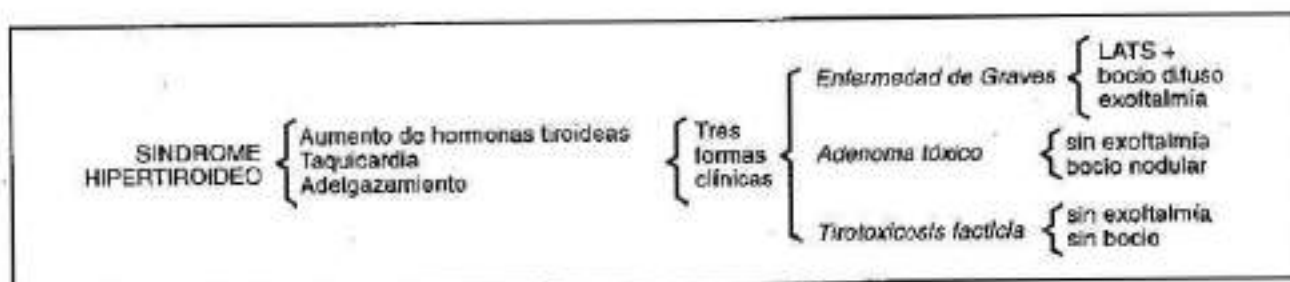 SINDROME
HIPERTIROIDEO
Aumento de hormonas tiroideas
Taquicardia
Adelgazamiento
Tres
formas
clínicas
Enfermedad de Graves
LATS +
bocio difuso
exoftalmía
Adenoma tóxico
sin exoftalmía
bocio nodular
Tirotoxicosis facticia
sin exoftalmía
sin bocio